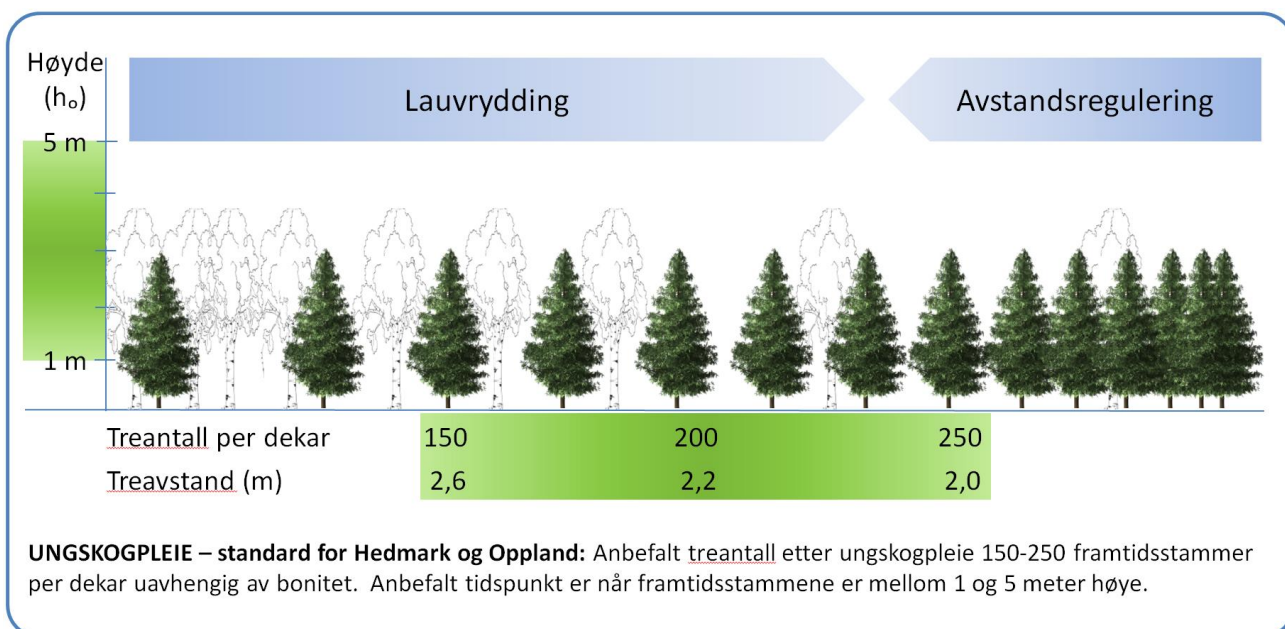 Høyde
(hₒ)
Lauvrydding
Avstandsregulering
5 m
1 m
Treantall per dekar 150 200 250
Treavstand (m) 2,6 2,2 2,0
UNGSKOGPLEIE – standard for Hedmark og Oppland: Anbefalt treantall etter ungskogpleie 150-250 framtidsstammer
per dekar uavhengig av bonitet. Anbefalt tidspunkt er når framtidsstammene er mellom 1 og 5 meter høye.